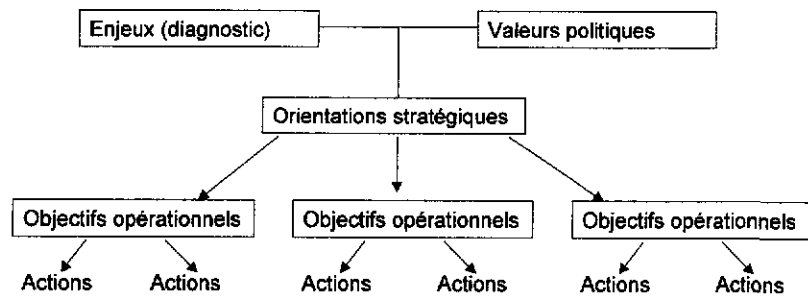 Enjeux (diagnostic) Valeurs politiques
Orientations stratégiques
Objectifs opérationnels Objectifs opérationnels Objectifs opérationnels
Actions Actions Actions Actions Actions Actions